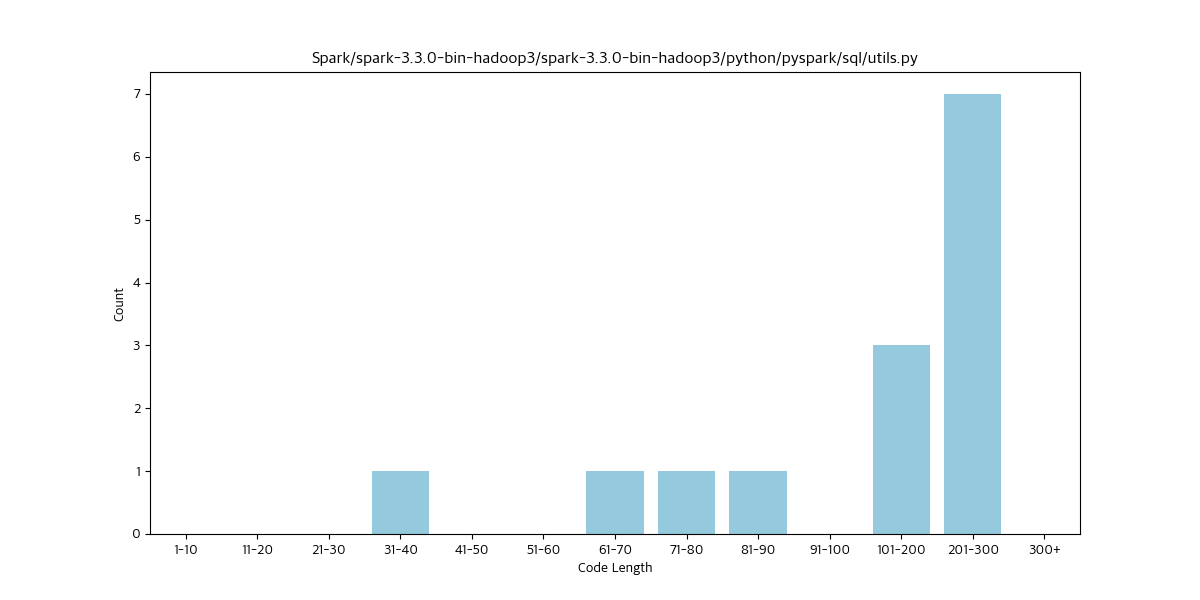 Spark/spark-3.3.0-bin-hadoop3/spark-3.3.0-bin-hadoop3/python/pyspark/sql/utils.py
7
6
5
4
3
2
1
0
Count
1-10 11-20 21-30 31-40 41-50 51-60 61-70 71-80 81-90 91-100 101-200 201-300 300+
Code Length